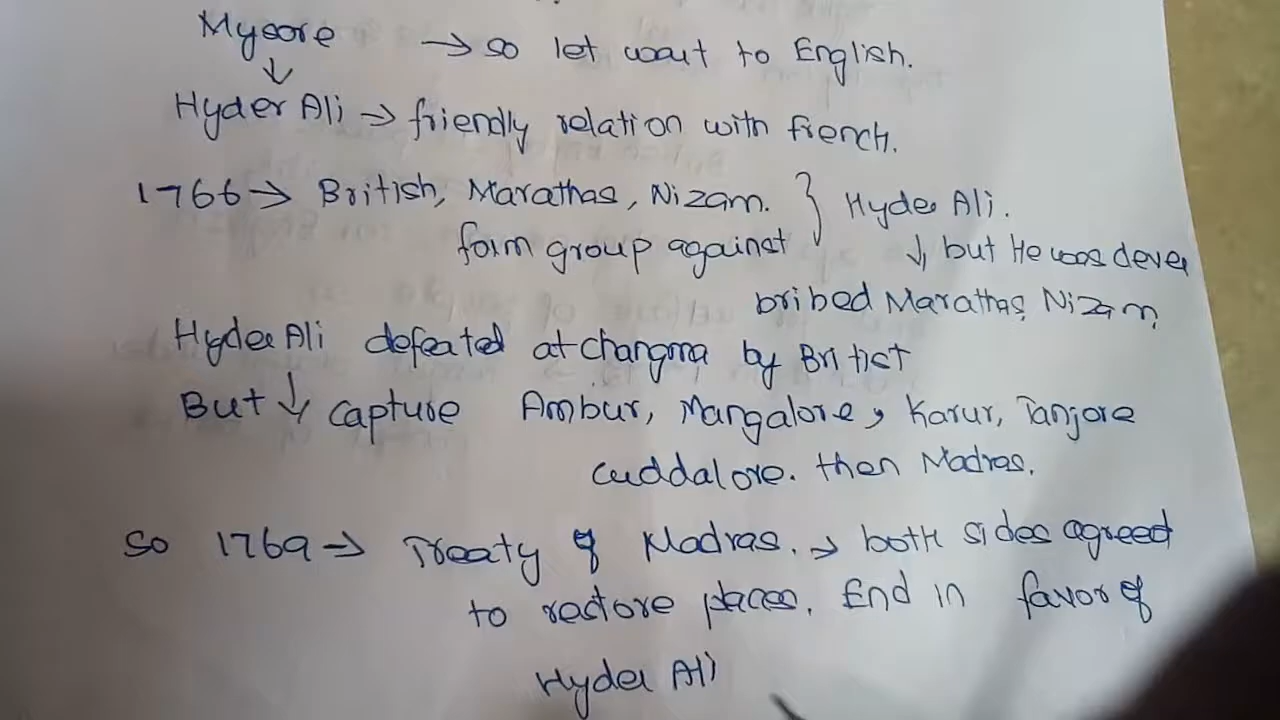 Mysore → so let want to English.
↓
Hyder Ali → friendly relation with french.
1766 → British, Marathas, Nizam. } Hyder Ali.
form group against ↓ but He was clever
bribed Marathas, Nizam,
Hyder Ali defeated at changma by British
But ↓ capture Ambur, Mangalore, Karur, Tanjore
cuddalore. then Madras.
So 1769 → Treaty of Madras. → both sides agreed
to restore places. End in favor of
Hyder Ali